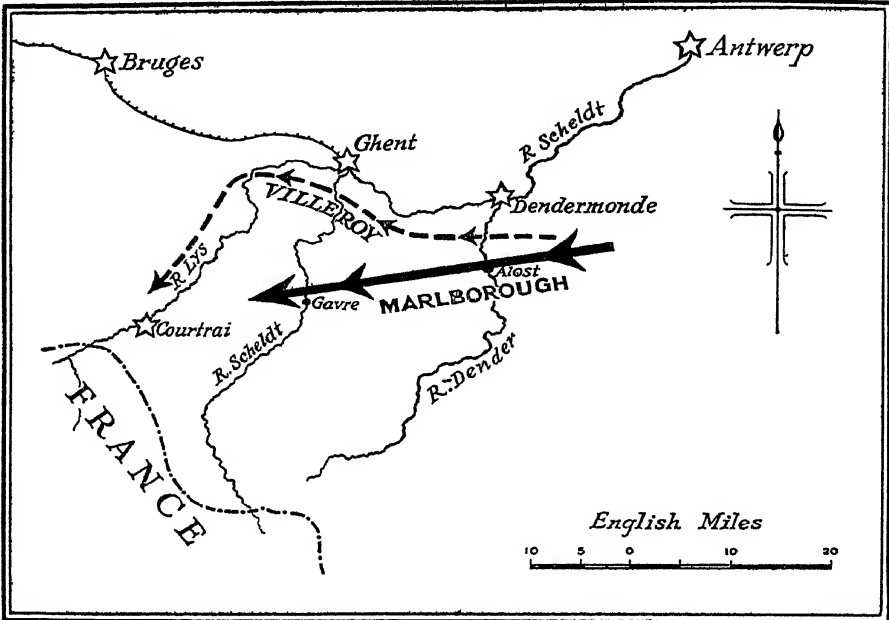 Bruges
Antwerp
Ghent
R Scheldt
VILLEROY
Dendermonde
R Lys
Alost
MARLBOROUGH
Gavre
Courtrai
R. Scheldt
R. Dender
FRANCE
English Miles
10 5 0 10 20